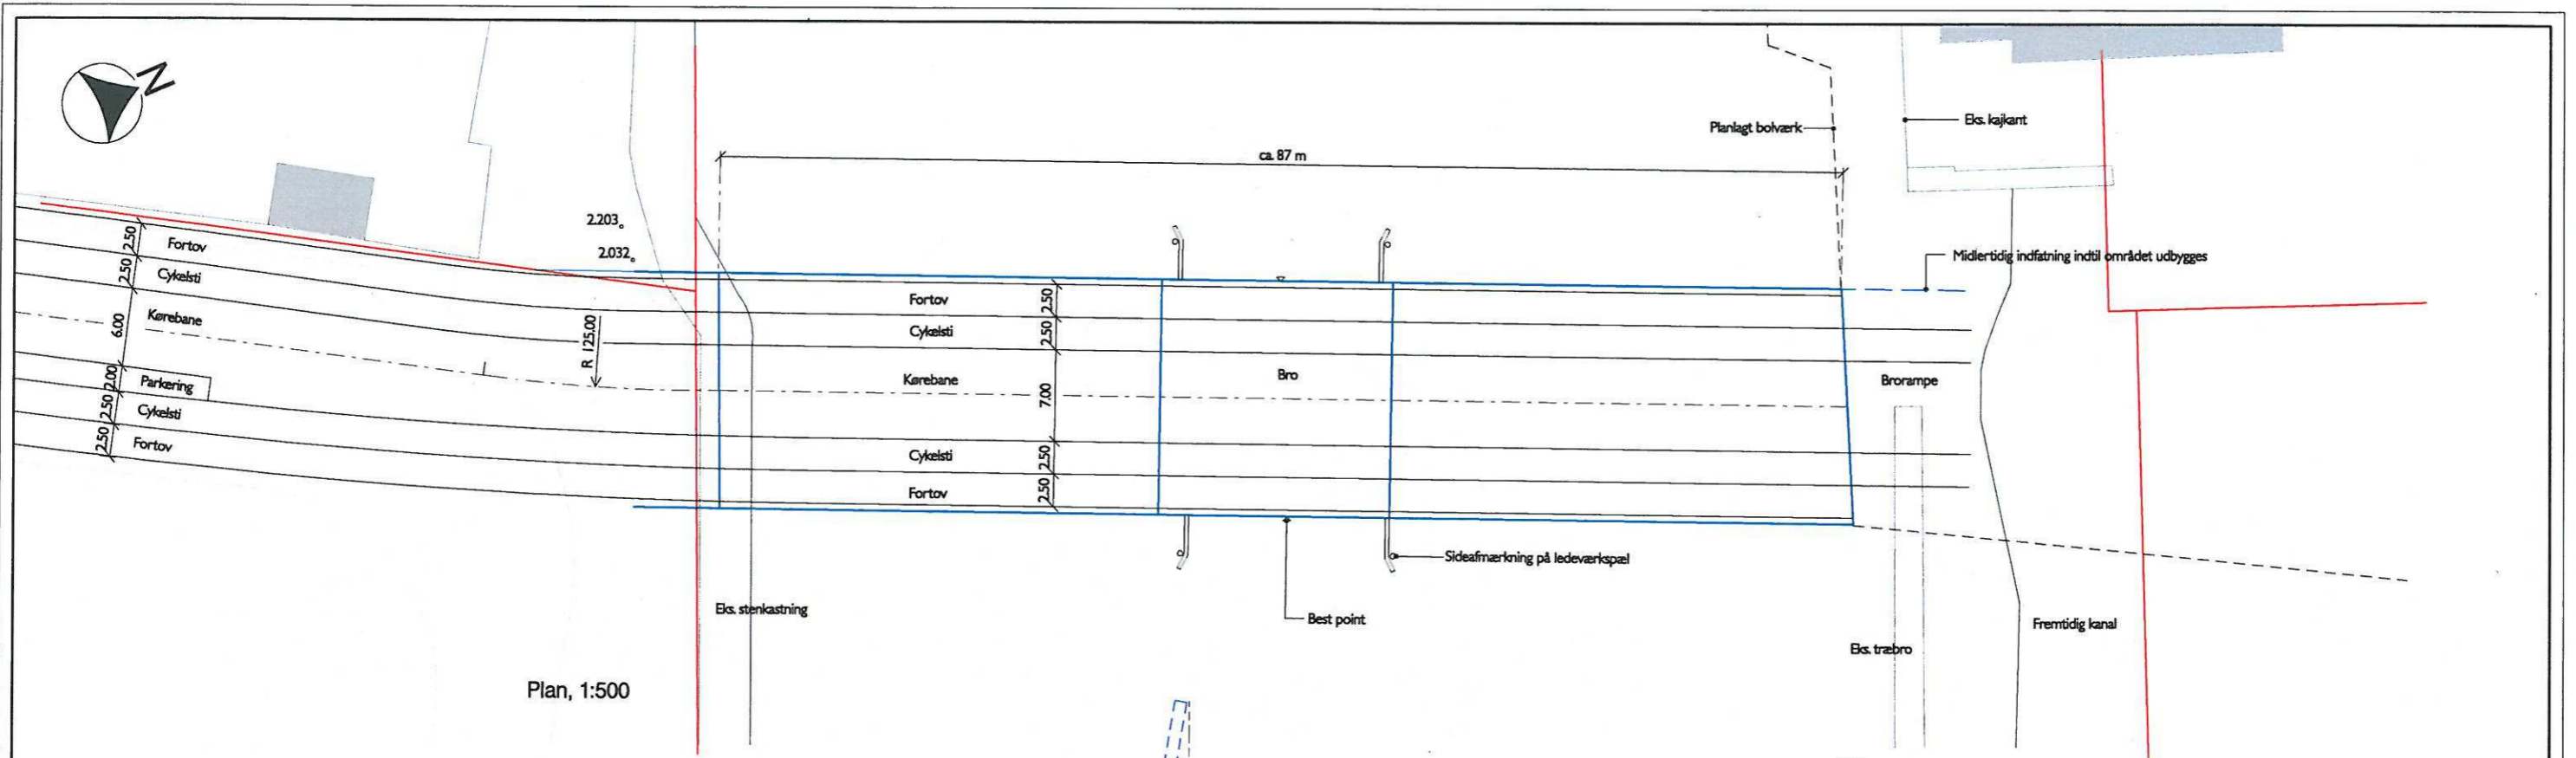 N
Planlagt bolværk
Eks. kajkant
ca. 87 m
2.203
2.032
Midlertidig indfatning indtil området udbygges
2.50
Fortov
2.50
Cykelsti
6.00
Kørebane
2.00
Parkering
2.50
Cykelsti
2.50
Fortov
R 125.00
Fortov
2.50
Cykelsti
2.50
Kørebane
7.00
Bro
Brorampe
Cykelsti
2.50
Fortov
2.50
Sideafmærkning på ledeværkspæl
Eks. stenkastning
Best point
Fremtidig kanal
Eks. træbro
Plan, 1:500